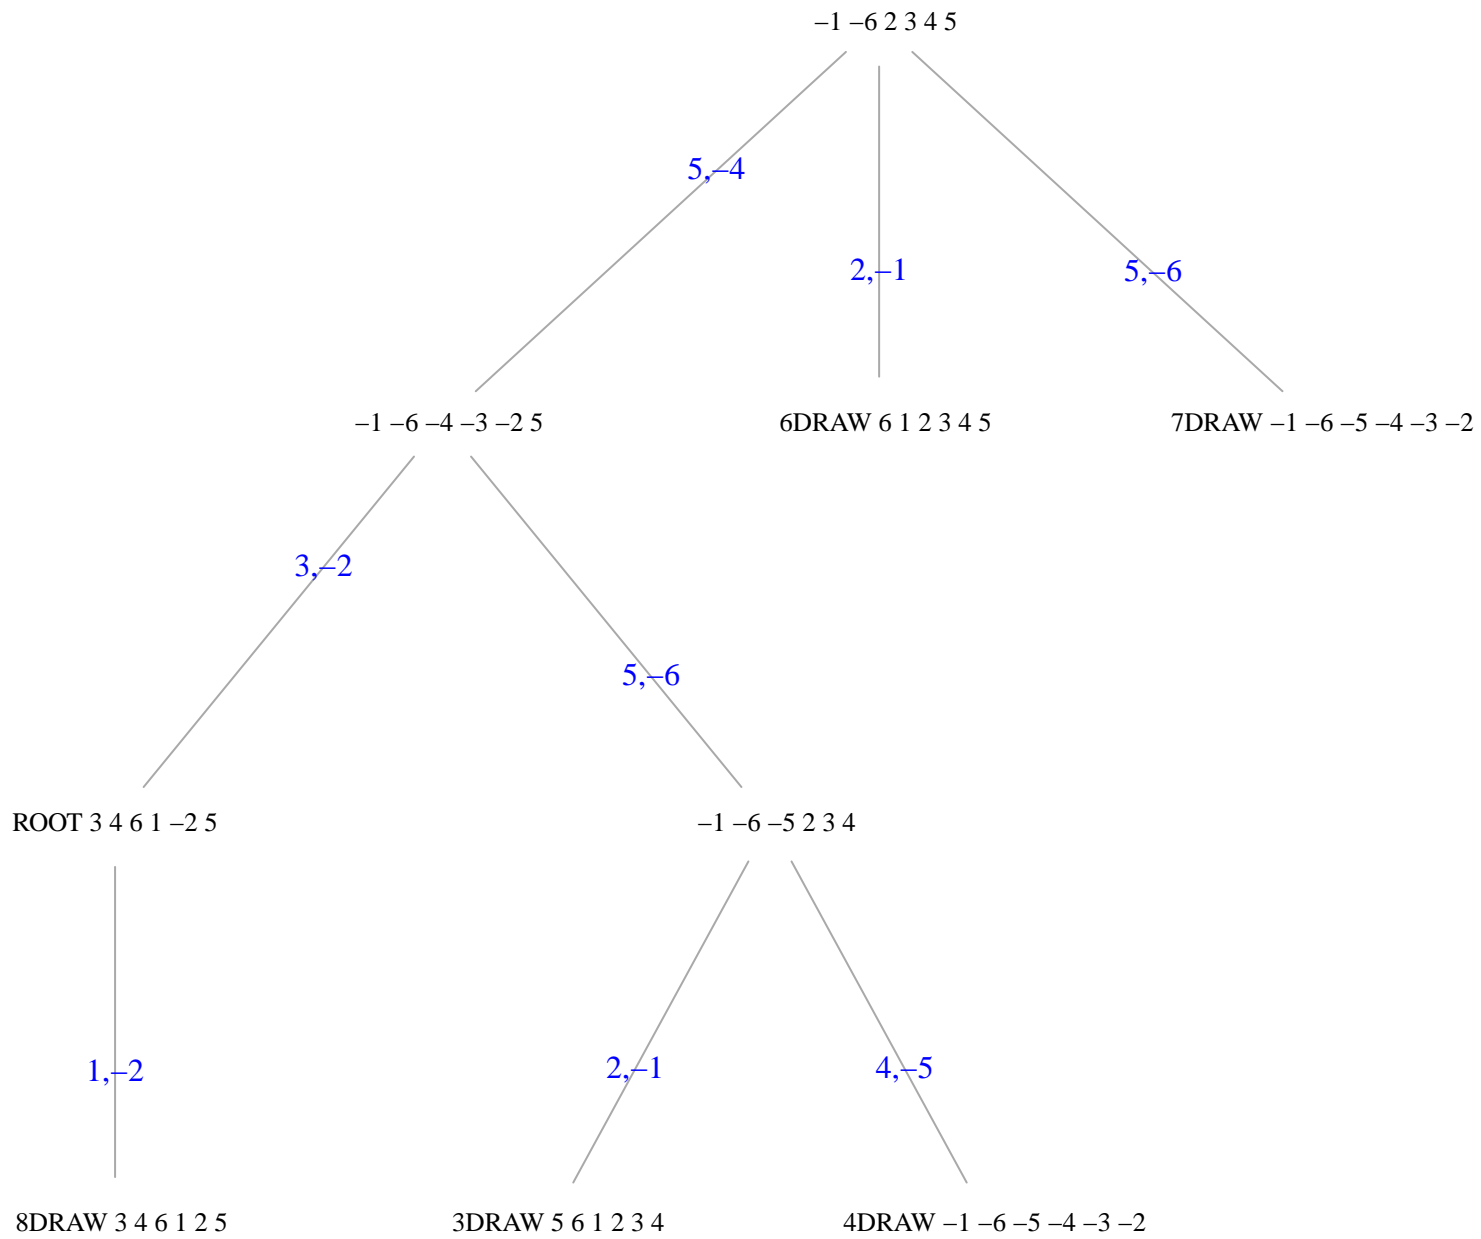 –1 –6 2 3 4 5
5,–4
2,–1
5,–6
–1 –6 –4 –3 –2 5
6DRAW 6 1 2 3 4 5
7DRAW –1 –6 –5 –4 –3 –2
3,–2
5,–6
ROOT 3 4 6 1 –2 5
–1 –6 –5 2 3 4
1,–2
2,–1
4,–5
8DRAW 3 4 6 1 2 5
3DRAW 5 6 1 2 3 4
4DRAW –1 –6 –5 –4 –3 –2